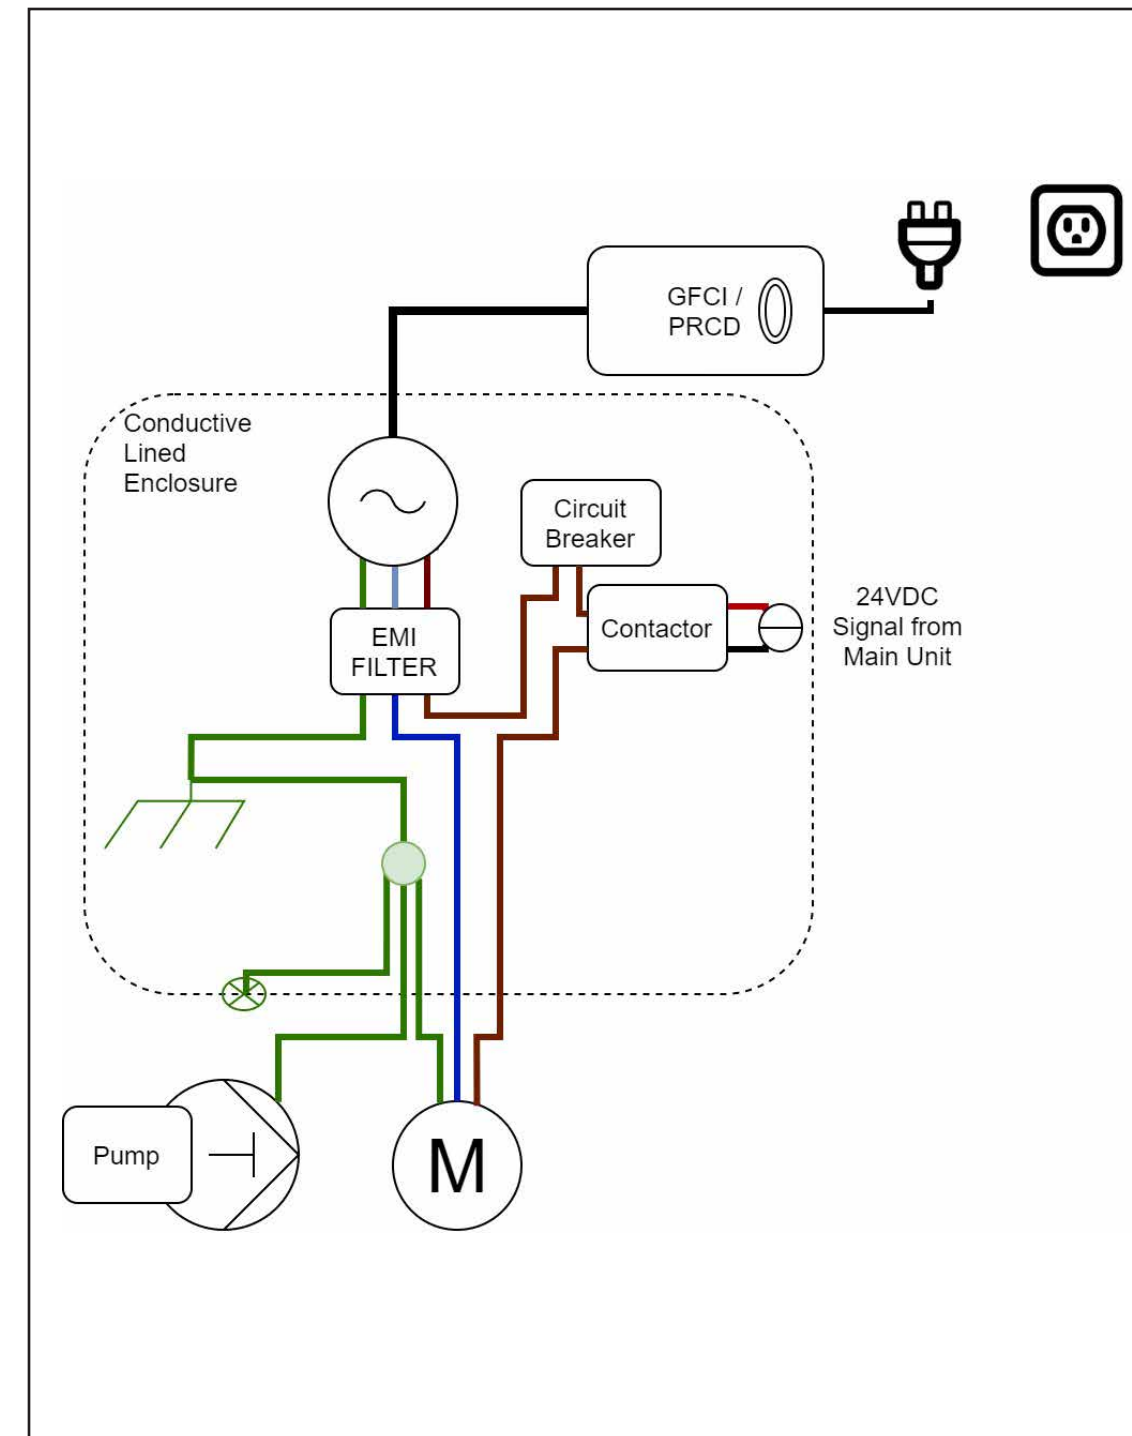 GFCI /
PRCD
Conductive
Lined
Enclosure
Circuit
Breaker
Contactor
24VDC
Signal from
Main Unit
EMI
FILTER
Pump
M